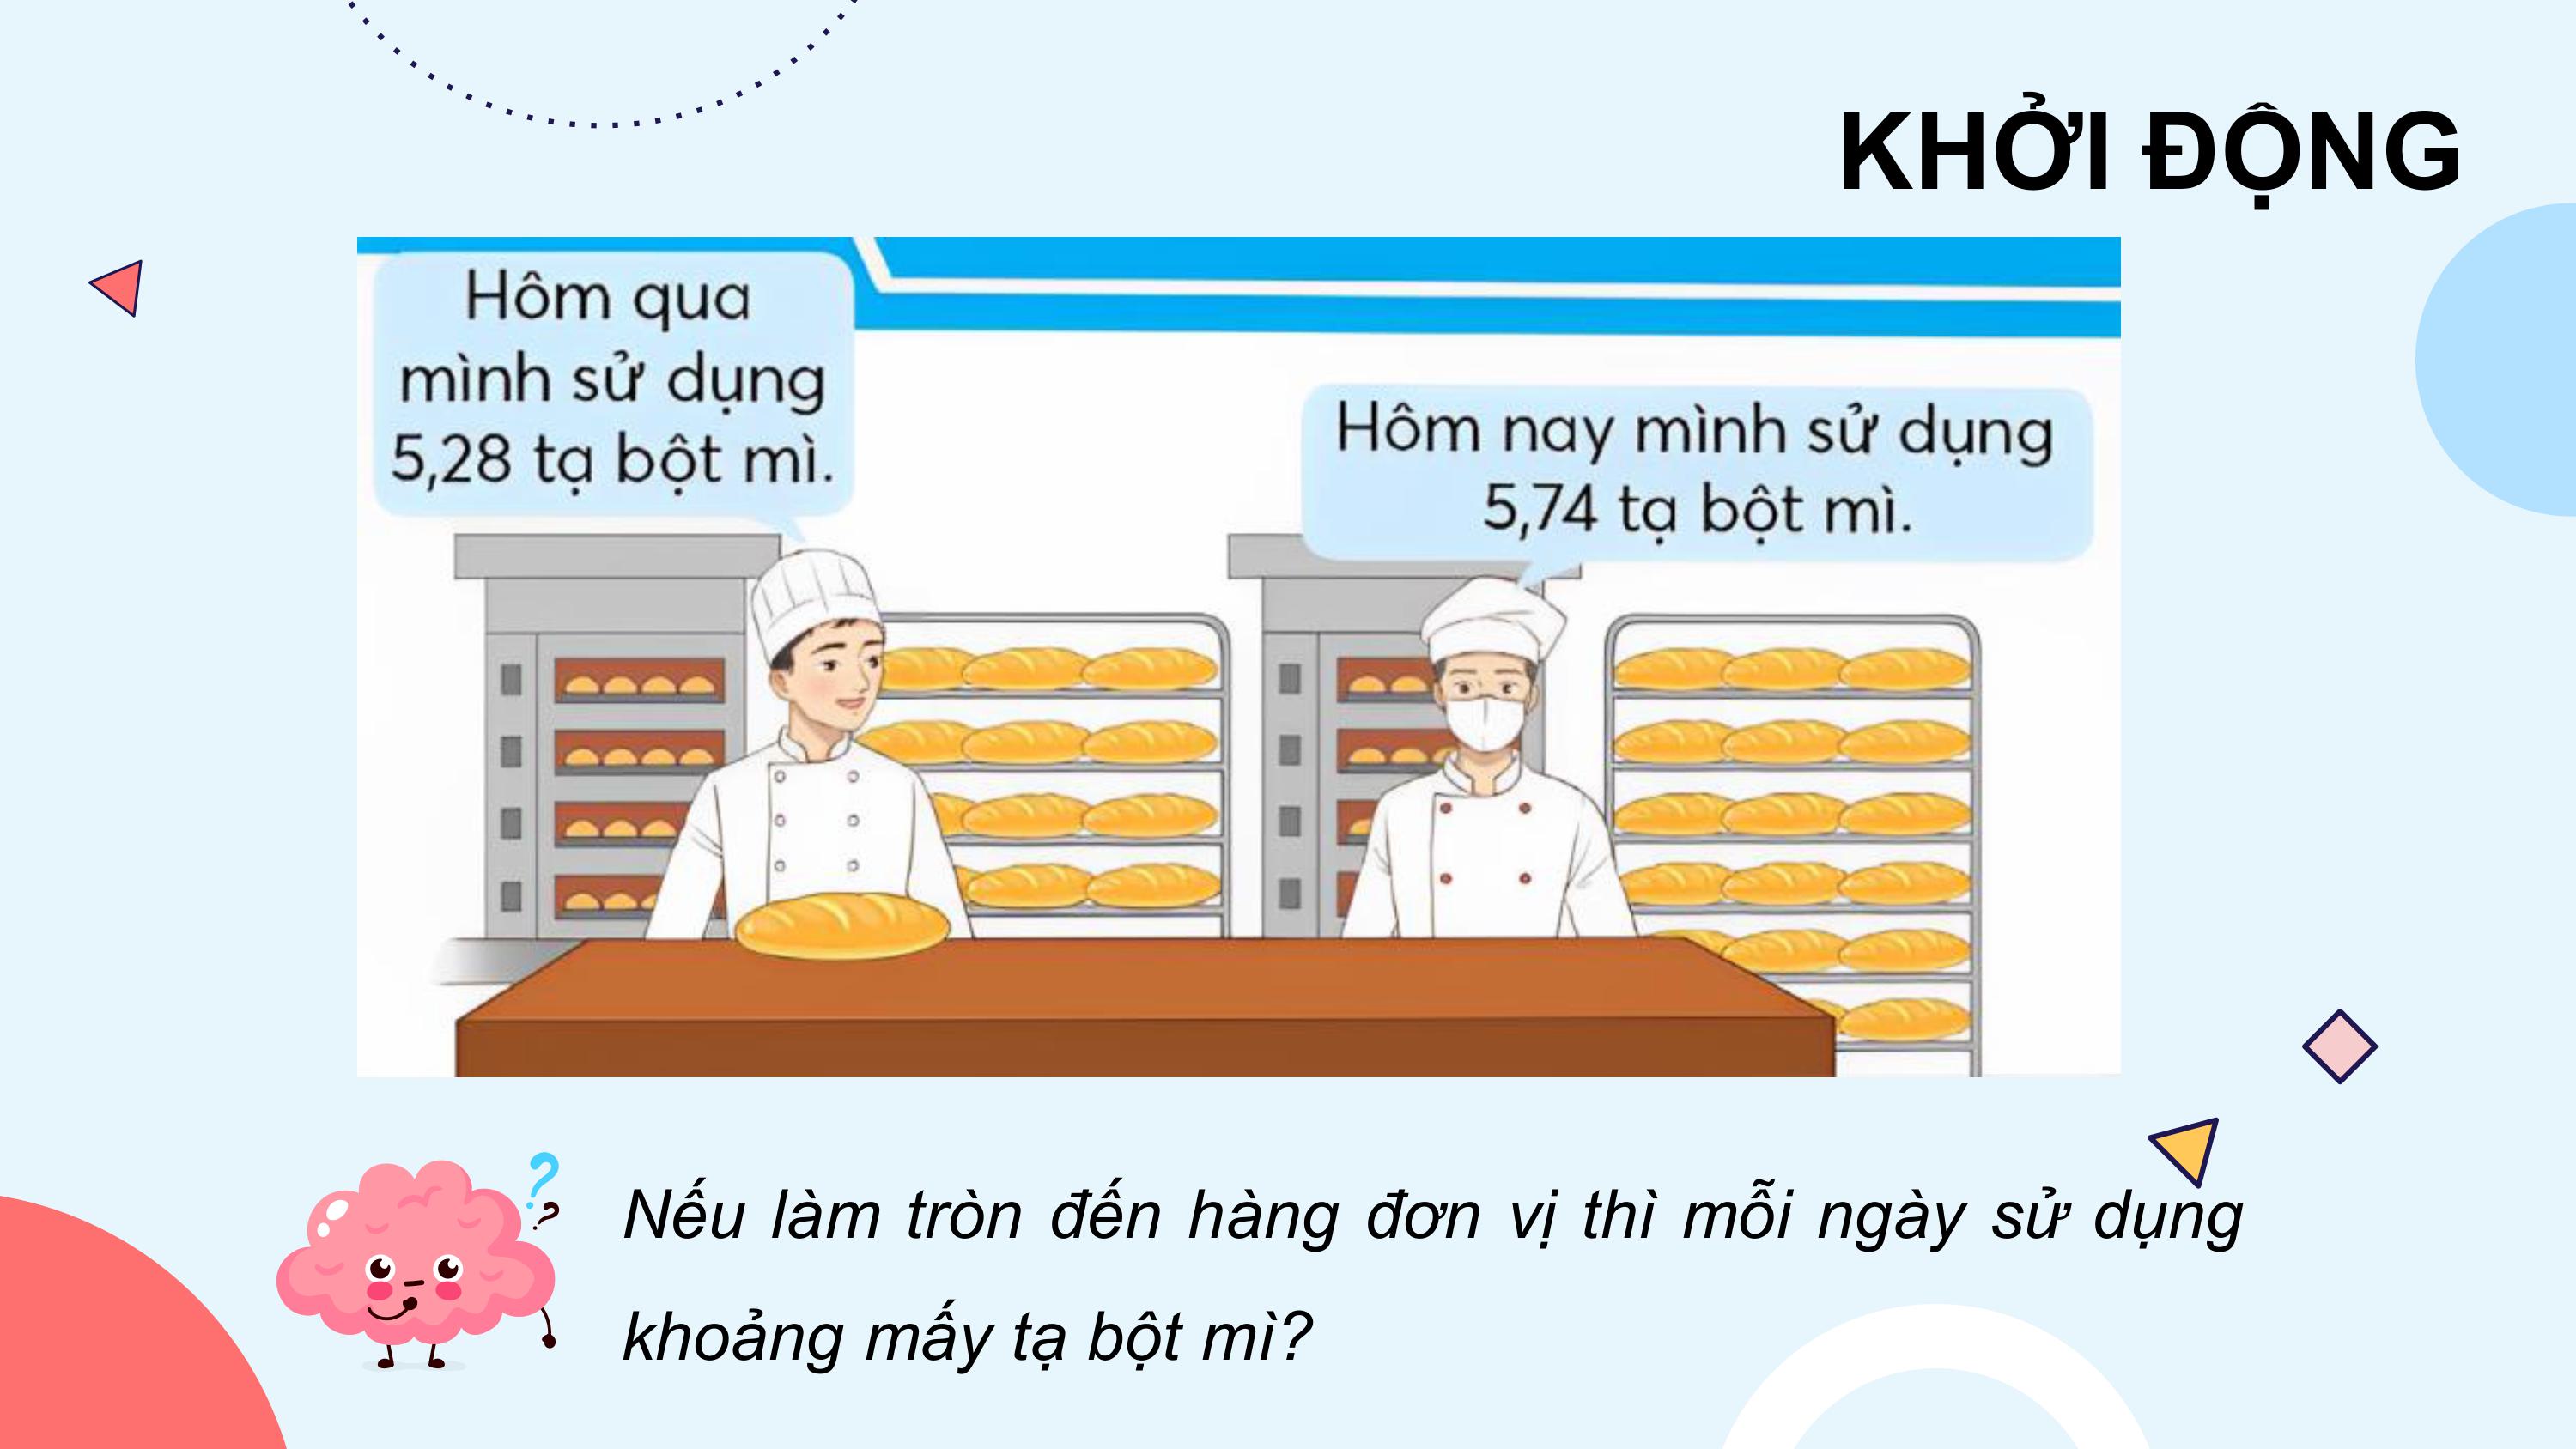 KHỞI ĐỘNG
Hôm qua
mình sử dụng
5,28 tạ bột mì.
Hôm nay mình sử dụng
5,74 tạ bột mì.
Nếu làm tròn đến hàng đơn vị thì mỗi ngày sử dụng
khoảng mấy tạ bột mì?